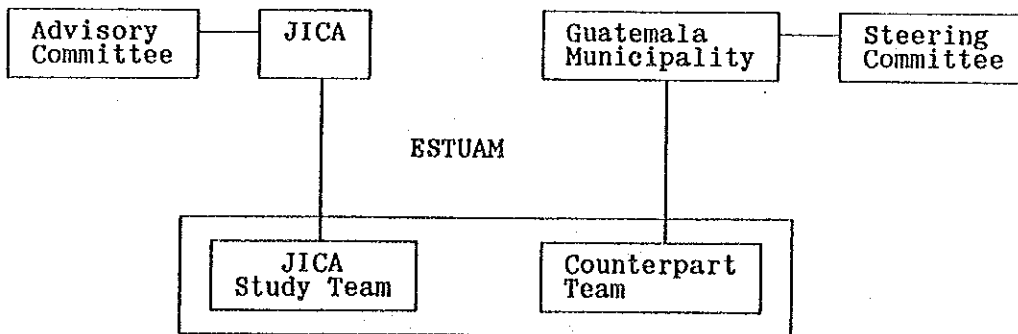 Advisory
Committee
JICA
Guatemala
Municipality
Steering
Committee
ESTUAM
JICA
Study Team
Counterpart
Team